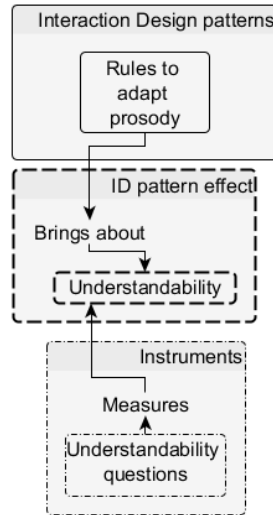 Interaction Design patterns
Rules to
adapt
prosody
ID pattern effect
Brings about
Understandability
Instruments
Measures
Understandability
questions